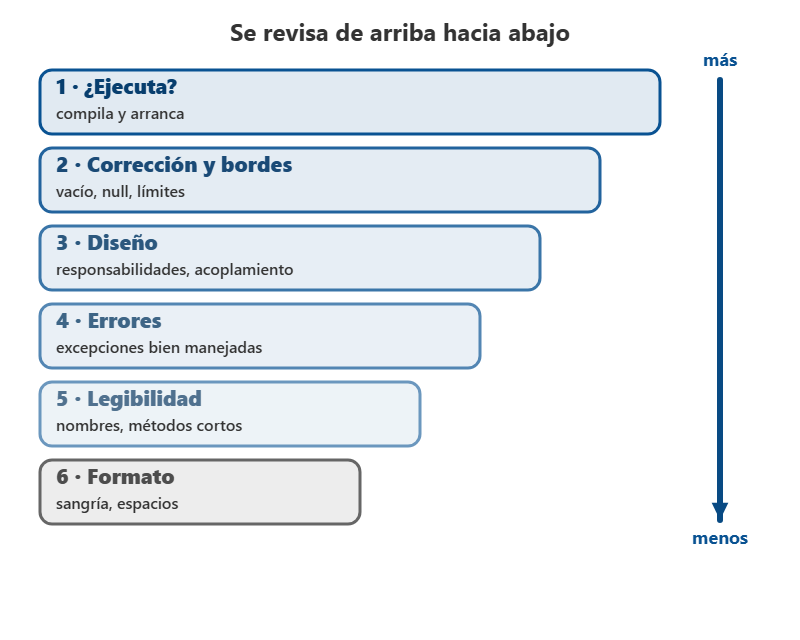 Se revisa de arriba hacia abajo
más
1 · ¿Ejecuta?
compila y arranca
2 · Corrección y bordes
vacío, null, límites
3 · Diseño
responsabilidades, acoplamiento
4 · Errores
excepciones bien manejadas
5 · Legibilidad
nombres, métodos cortos
6 · Formato
sangría, espacios
menos